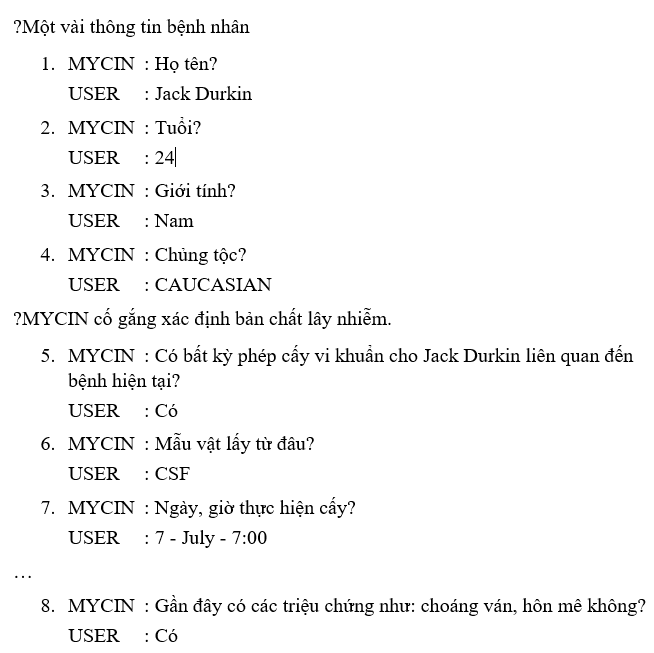 ?Một vài thông tin bệnh nhân
1. MYCIN : Họ tên?
USER : Jack Durkin
2. MYCIN : Tuổi?
USER : 24
3. MYCIN : Giới tính?
USER : Nam
4. MYCIN : Chủng tộc?
USER : CAUCASIAN
?MYCIN cố gắng xác định bản chất lây nhiễm.
5. MYCIN : Có bất kỳ phép cấy vi khuẩn cho Jack Durkin liên quan đến
bệnh hiện tại?
USER : Có
6. MYCIN : Mẫu vật lấy từ đâu?
USER : CSF
7. MYCIN : Ngày, giờ thực hiện cấy?
USER : 7 - July - 7:00
…
8. MYCIN : Gần đây có các triệu chứng như: choáng ván, hôn mê không?
USER : Có